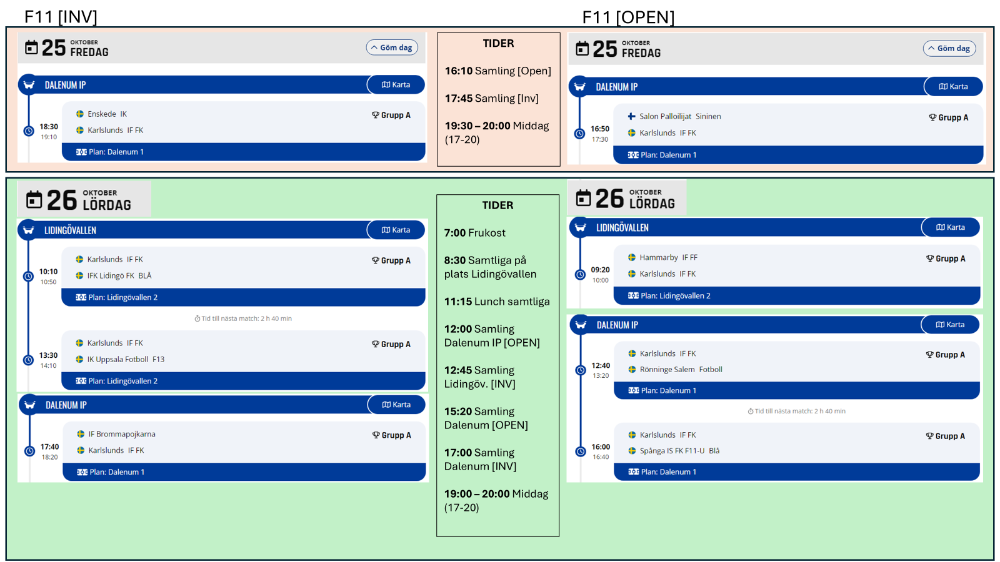 F11 [INV]
F11 [OPEN]
25 OKTOBER FREDAG
Göm dag
DALENUM IP
Karta
18:30
19:10
Enskede IK
Karlslunds IF FK
Grupp A
Plan: Dalenum 1
TIDER
16:10 Samling [Open]
17:45 Samling [Inv]
19:30 – 20:00 Middag
(17-20)
25 OKTOBER FREDAG
Göm dag
DALENUM IP
Karta
16:50
17:30
Salon Palloilijat Sininen
Karlslunds IF FK
Grupp A
Plan: Dalenum 1
26 OKTOBER LÖRDAG
LIDINGÖVALLEN
Karta
10:10
10:50
Karlslunds IF FK
IFK Lidingö FK BLÅ
Grupp A
Plan: Lidingövallen 2
Tid till nästa match: 2 h 40 min
13:30
14:10
Karlslunds IF FK
IK Uppsala Fotboll F13
Grupp A
Plan: Lidingövallen 2
DALENUM IP
Karta
17:40
18:20
IF Brommapojkarna
Karlslunds IF FK
Grupp A
Plan: Dalenum 1
TIDER
7:00 Frukost
8:30 Samtliga på
plats Lidingövallen
11:15 Lunch samtliga
12:00 Samling
Dalenum IP [OPEN]
12:45 Samling
Lidingöv. [INV]
15:20 Samling
Dalenum [OPEN]
17:00 Samling
Dalenum [INV]
19:00 – 20:00 Middag
(17-20)
26 OKTOBER LÖRDAG
LIDINGÖVALLEN
Karta
09:20
10:00
Hammarby IF FF
Karlslunds IF FK
Grupp A
Plan: Lidingövallen 2
DALENUM IP
Karta
12:40
13:20
Karlslunds IF FK
Rönninge Salem Fotboll
Grupp A
Plan: Dalenum 1
Tid till nästa match: 2 h 40 min
16:00
16:40
Karlslunds IF FK
Spånga IS FK F11-U Blå
Grupp A
Plan: Dalenum 1